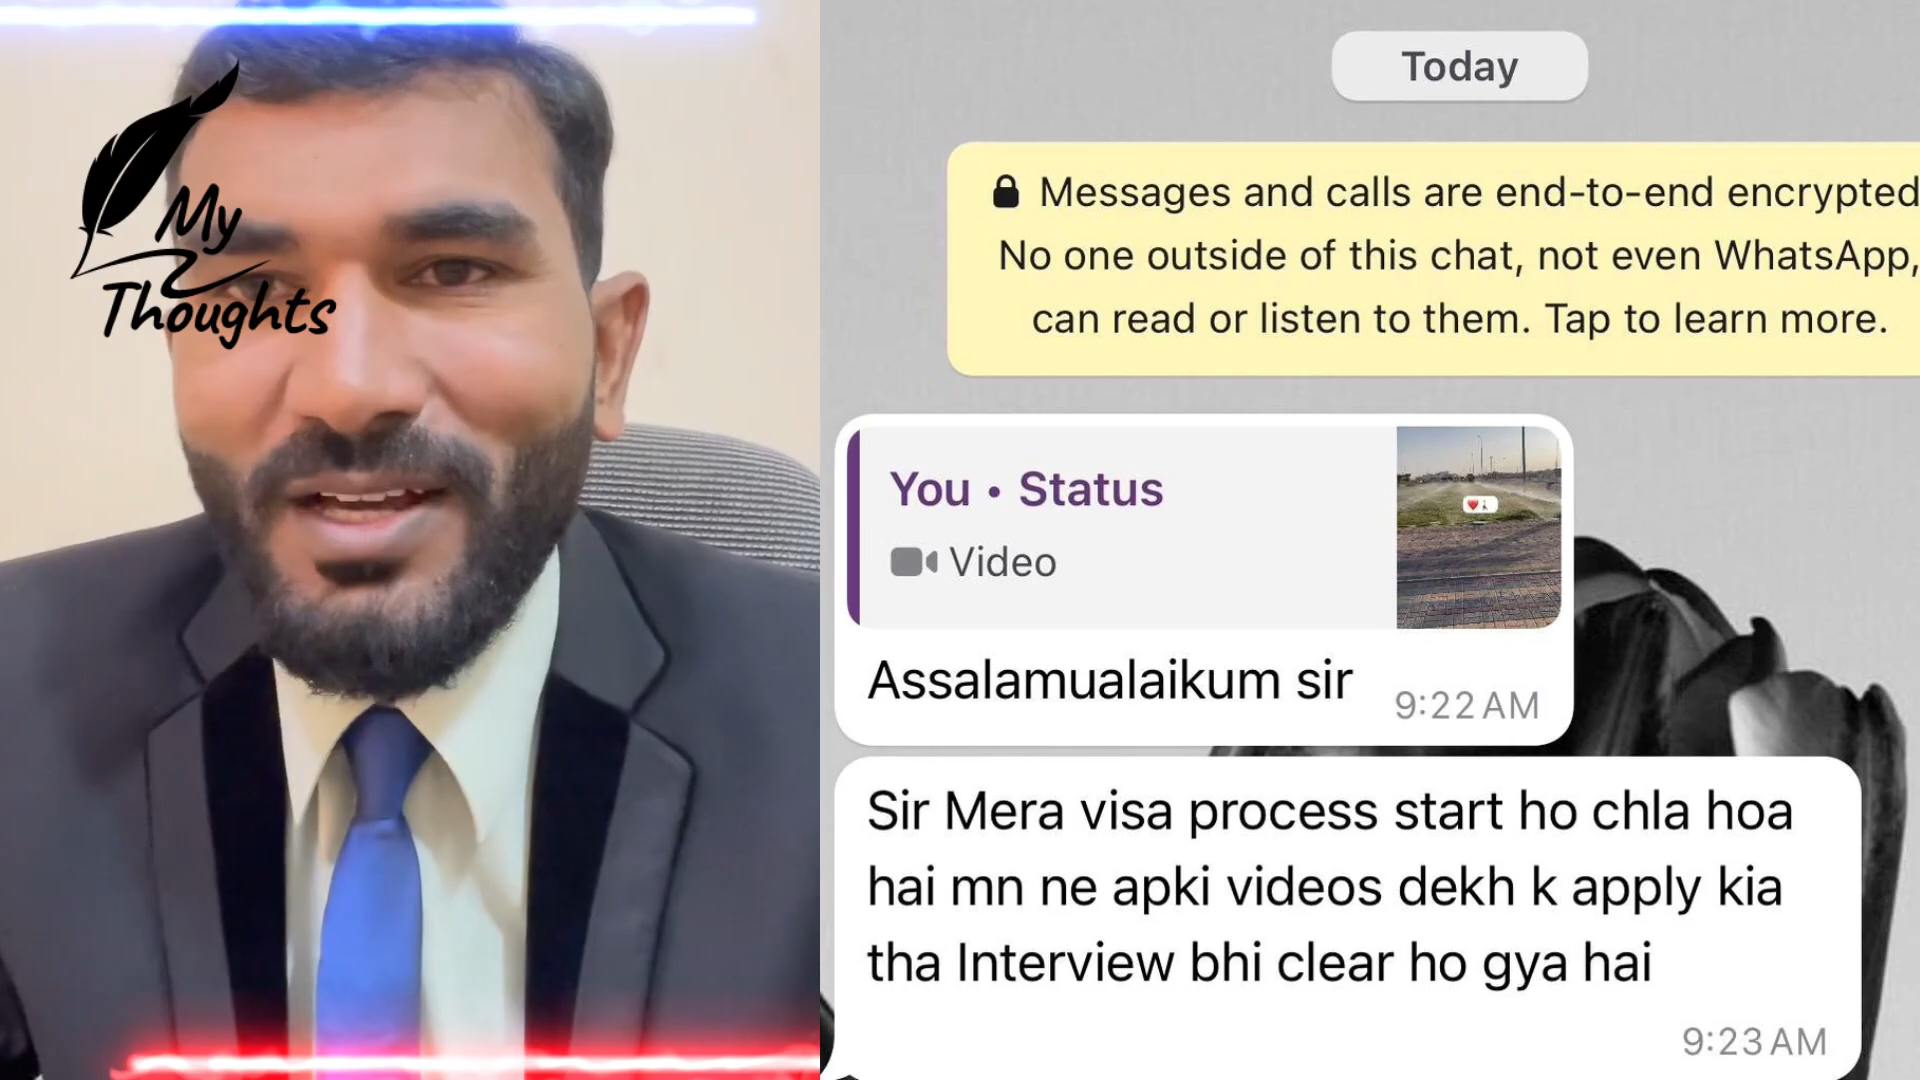 My
Thoughts
Today
Messages and calls are end-to-end encrypted
No one outside of this chat, not even WhatsApp,
can read or listen to them. Tap to learn more.
You • Status
Video
Assalamualaikum sir
9:22 AM
Sir Mera visa process start ho chla hoa
hai mn ne apki videos dekh k apply kia
tha Interview bhi clear ho gya hai
9:23 AM